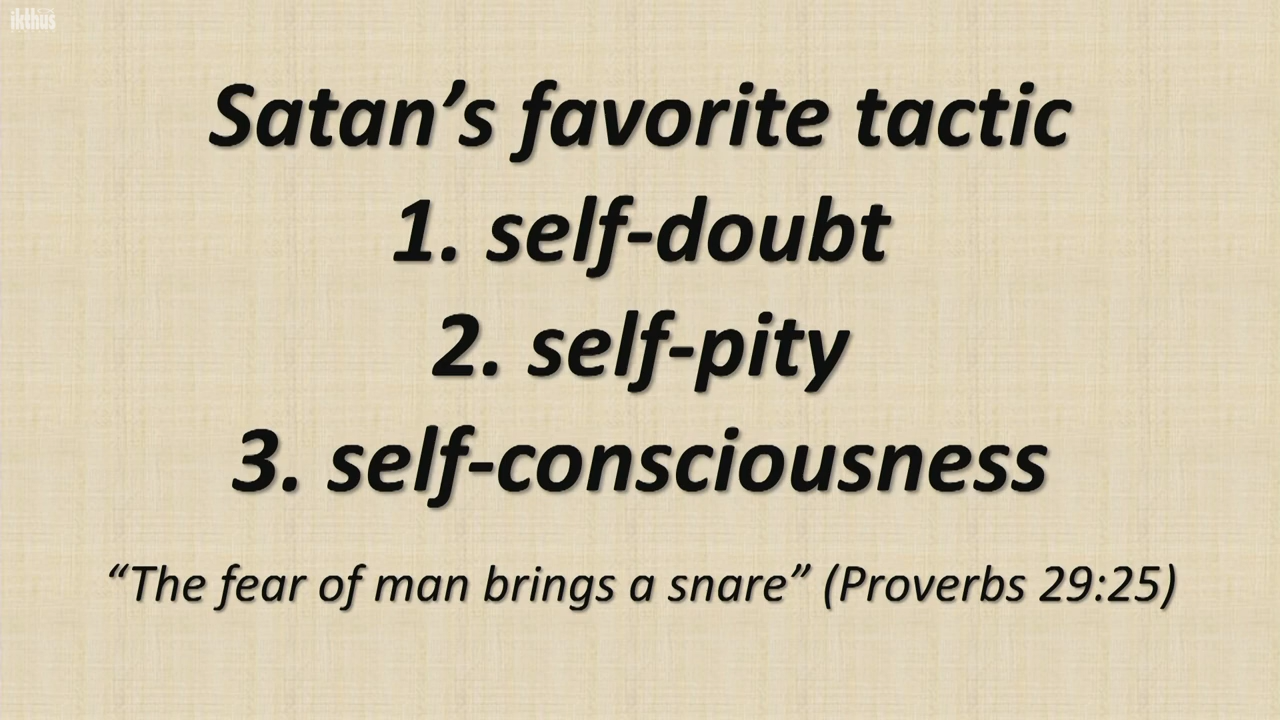 ikthus
Satan’s favorite tactic
1. self-doubt
2. self-pity
3. self-consciousness
“The fear of man brings a snare” (Proverbs 29:25)